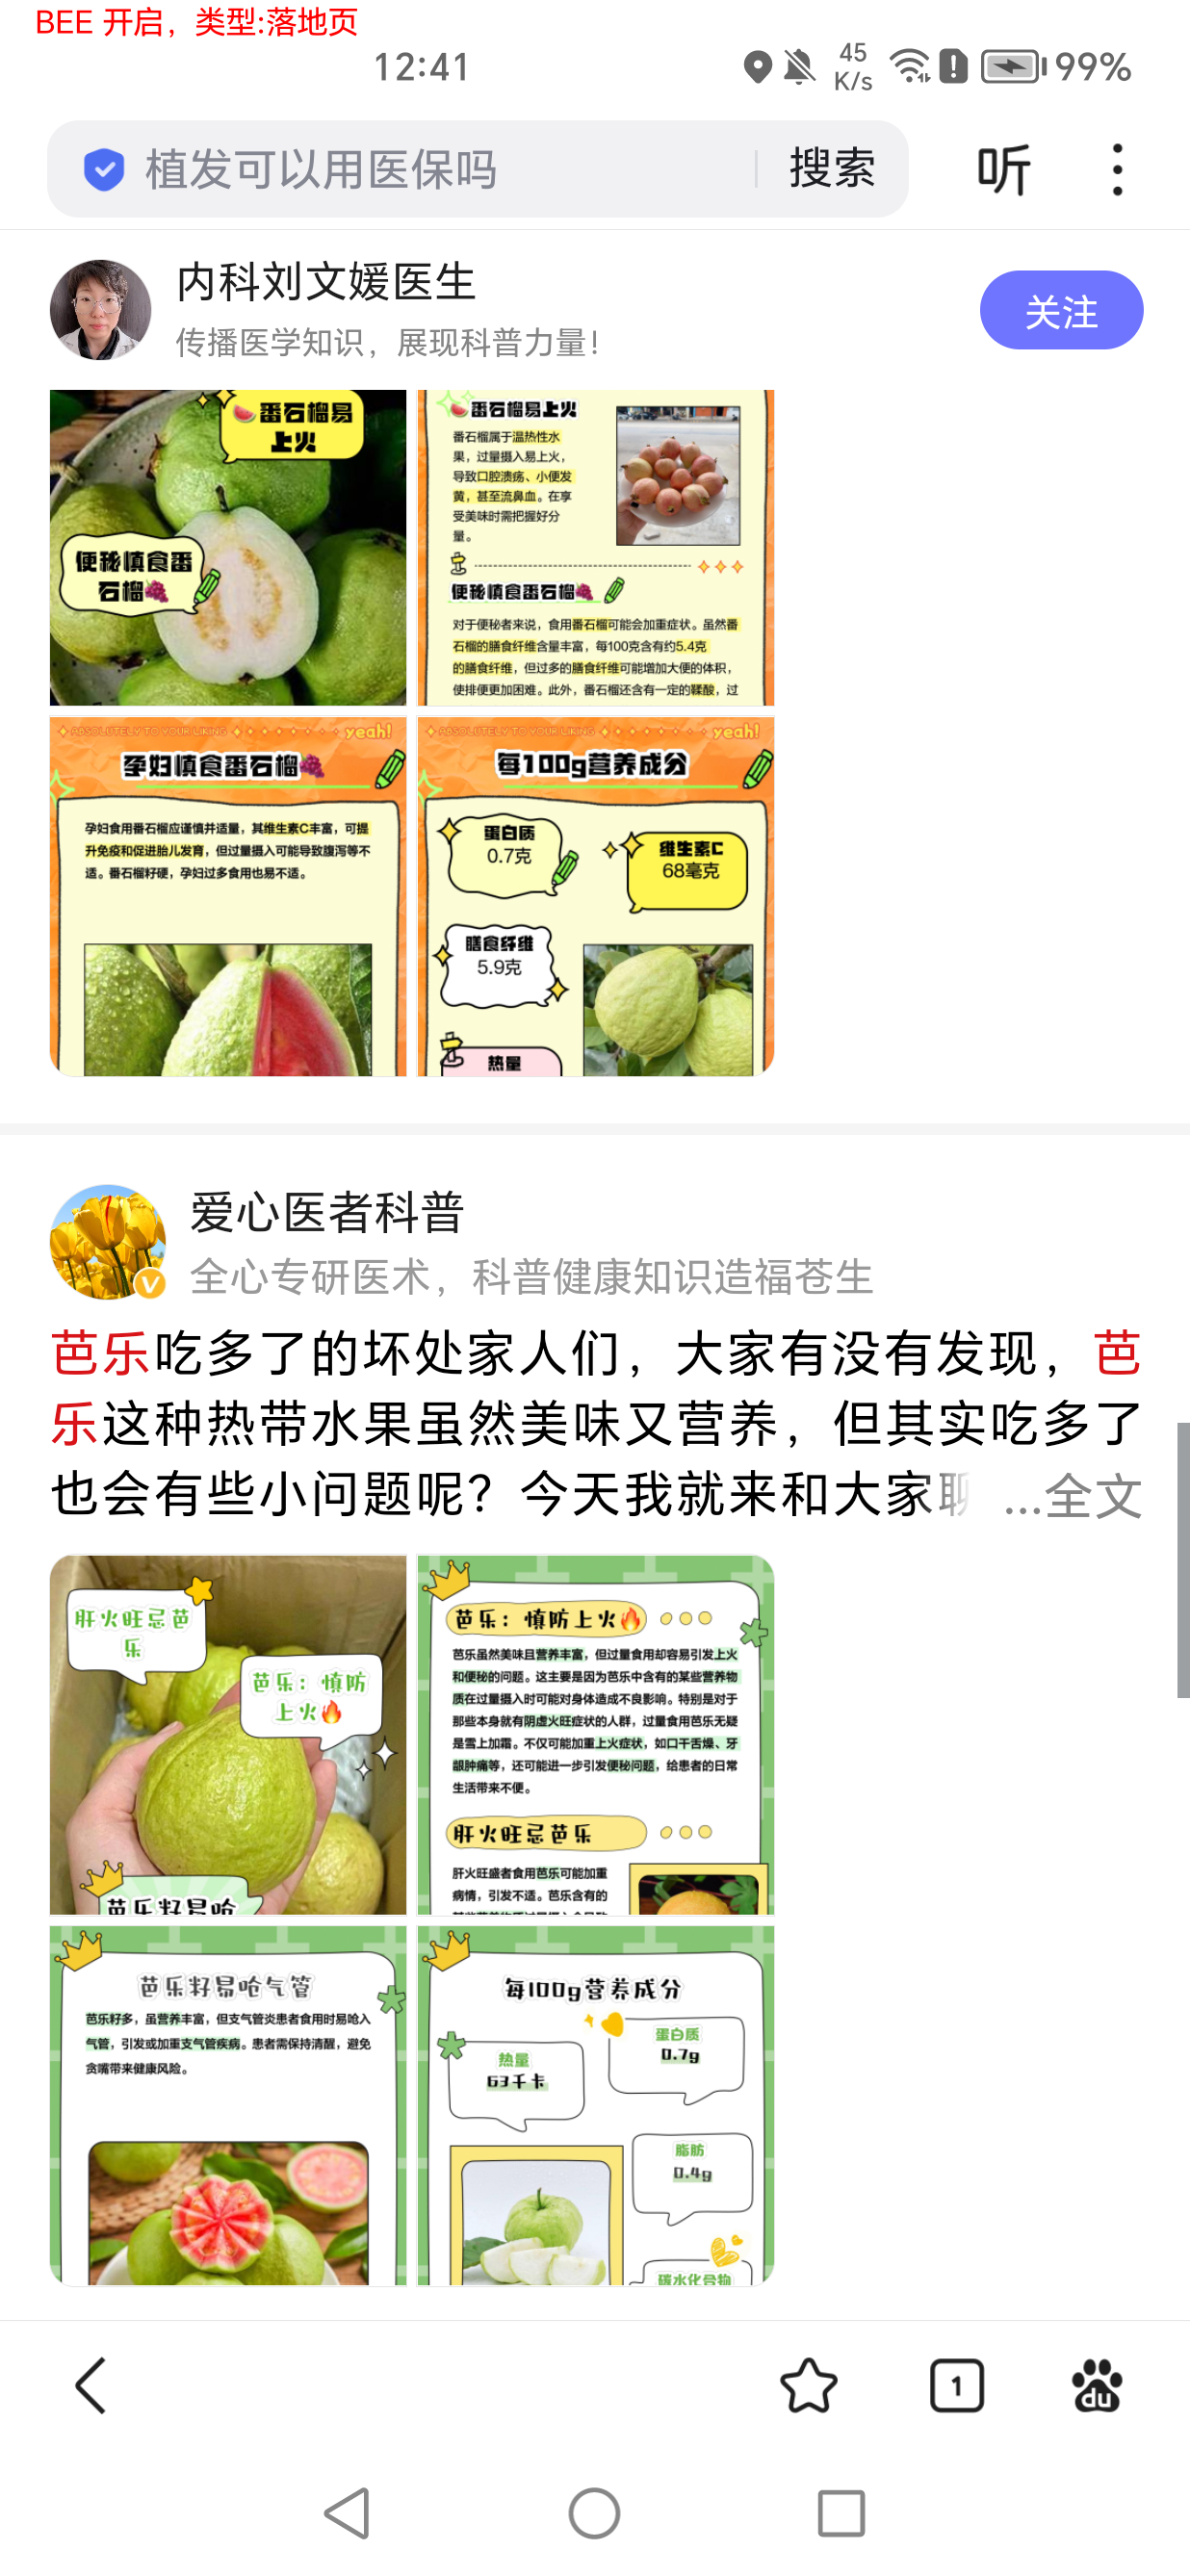 BEE 开启，类型:落地页
12:41
45
K/s
99%
植发可以用医保吗
搜索
听
内科刘文媛医生
传播医学知识，展现科普力量！
关注
番石榴易
上火
便秘慎食番
石榴
番石榴易上火
番石榴属于温热性水
果，过量摄入易上火，
导致口腔溃疡、小便发
黄，甚至流鼻血。在享
受美味时需把握好分
量。
便秘慎食番石榴
对于便秘者来说，食用番石榴可能会加重症状。虽然番
石榴的膳食纤维含量丰富，每100克含有约5.4克
的膳食纤维，但过多的膳食纤维可能增加大便的体积，
使排便更加困难。此外，番石榴还含有一定的鞣酸，过
ABSOLUTELY TO YOUR LIKING
yeah!
孕妇慎食番石榴
孕妇食用番石榴应谨慎并适量，其维生素C丰富，可提
升免疫和促进胎儿发育，但过量摄入可能导致腹泻等不
适。番石榴籽硬，孕妇过多食用也易不适。
ABSOLUTELY TO YOUR LIKING
yeah!
每100g营养成分
蛋白质
0.7克
维生素C
68毫克
膳食纤维
5.9克
热量
爱心医者科普
全心专研医术，科普健康知识造福苍生
芭乐吃多了的坏处家人们，大家有没有发现，芭
乐这种热带水果虽然美味又营养，但其实吃多了
也会有些小问题呢？今天我就来和大家聊 ...全文
肝火旺忌芭
乐
芭乐：慎防
上火
芭乐籽易呛
芭乐：慎防上火
芭乐虽然美味且营养丰富，但过量食用却容易引发上火
和便秘的问题。这主要是因为芭乐中含有的某些营养物
质在过量摄入时可能对身体造成不良影响。特别是对于
那些本身就有阴虚火旺症状的人群，过量食用芭乐无疑
是雪上加霜。不仅可能加重上火症状，如口干舌燥、牙
龈肿痛等，还可能进一步引发便秘问题，给患者的日常
生活带来不便。
肝火旺忌芭乐
肝火旺盛者食用芭乐可能加重
病情，引发不适。芭乐含有的
芭乐籽易呛气管
芭乐籽多，虽营养丰富，但支气管炎患者食用时易呛入
气管，引发或加重支气管疾病。患者需保持清醒，避免
贪嘴带来健康风险。
每100g营养成分
蛋白质
0.7g
热量
63千卡
脂肪
0.4g
碳水化合物
1
du